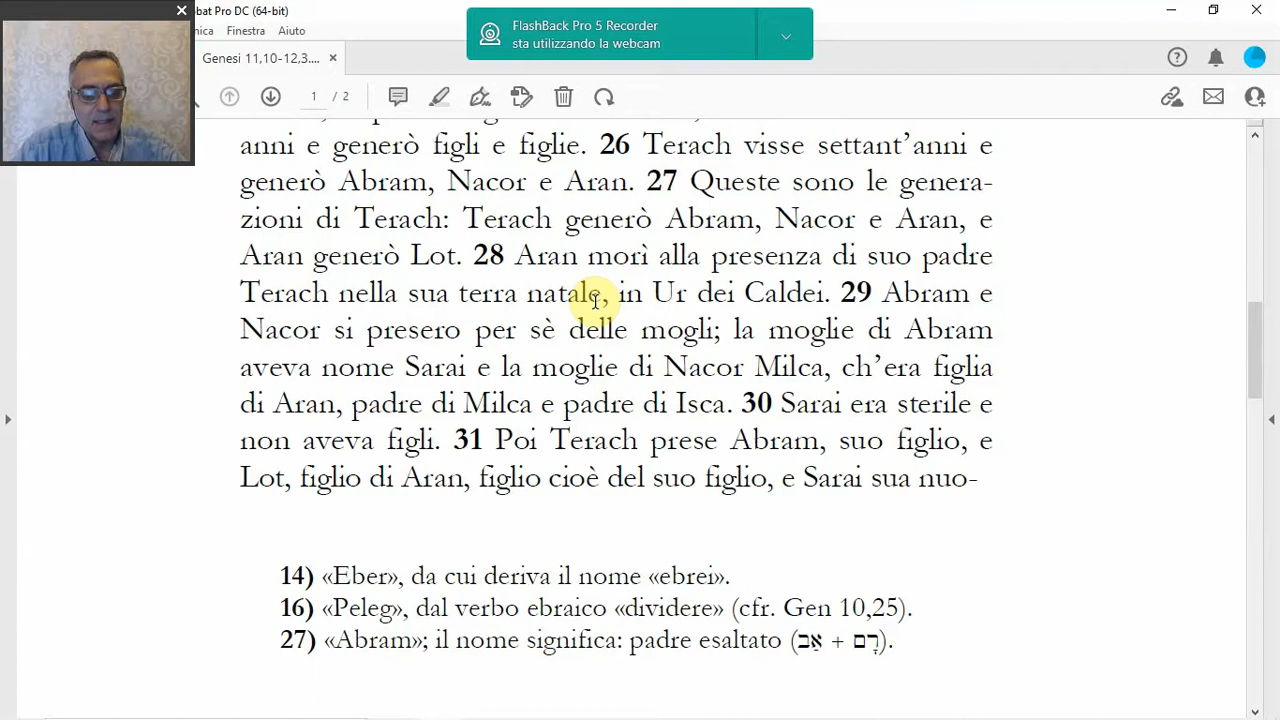 bat Pro DC (64-bit)
nica Finestra Aiuto
FlashBack Pro 5 Recorder
sta utilizzando la webcam
Genesi 11,10-12,3....
1 / 2
anni e generò figli e figlie. 26 Terach visse settant’anni e
generò Abram, Nacor e Aran. 27 Queste sono le genera-
zioni di Terach: Terach generò Abram, Nacor e Aran, e
Aran generò Lot. 28 Aran morì alla presenza di suo padre
Terach nella sua terra natale, in Ur dei Caldei. 29 Abram e
Nacor si presero per sè delle mogli; la moglie di Abram
aveva nome Sarai e la moglie di Nacor Milca, ch’era figlia
di Aran, padre di Milca e padre di Isca. 30 Sarai era sterile e
non aveva figli. 31 Poi Terach prese Abram, suo figlio, e
Lot, figlio di Aran, figlio cioè del suo figlio, e Sarai sua nuo-
14) «Eber», da cui deriva il nome «ebrei».
16) «Peleg», dal verbo ebraico «dividere» (cfr. Gen 10,25).
27) «Abram»; il nome significa: padre esaltato (רָם + אַב).